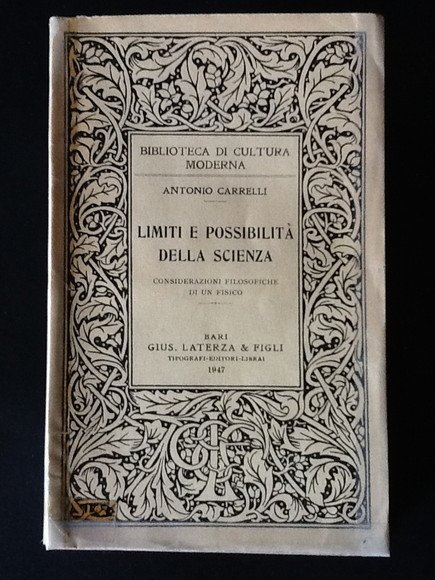 BIBLIOTECA DI CULTURA
MODERNA
ANTONIO CARRELLI
LIMITI E POSSIBILITÀ
DELLA SCIENZA
CONSIDERAZIONI FILOSOFICHE
DI UN FISICO
BARI
GIUS. LATERZA & FIGLI
TIPOGRAFI-EDITORI-LIBRAI
1947